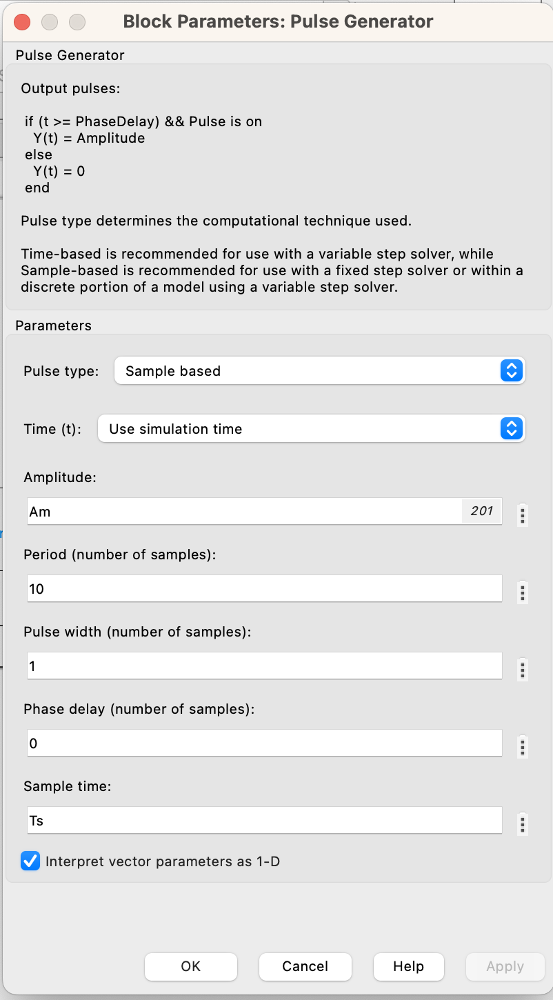 Block Parameters: Pulse Generator
Pulse Generator
Output pulses:
if (t >= PhaseDelay) && Pulse is on
Y(t) = Amplitude
else
Y(t) = 0
end
Pulse type determines the computational technique used.
Time-based is recommended for use with a variable step solver, while
Sample-based is recommended for use with a fixed step solver or within a
discrete portion of a model using a variable step solver.
Parameters
Pulse type: Sample based
Time (t): Use simulation time
Amplitude:
Am 201
Period (number of samples):
10
Pulse width (number of samples):
1
Phase delay (number of samples):
0
Sample time:
Ts
Interpret vector parameters as 1-D
OK Cancel Help Apply